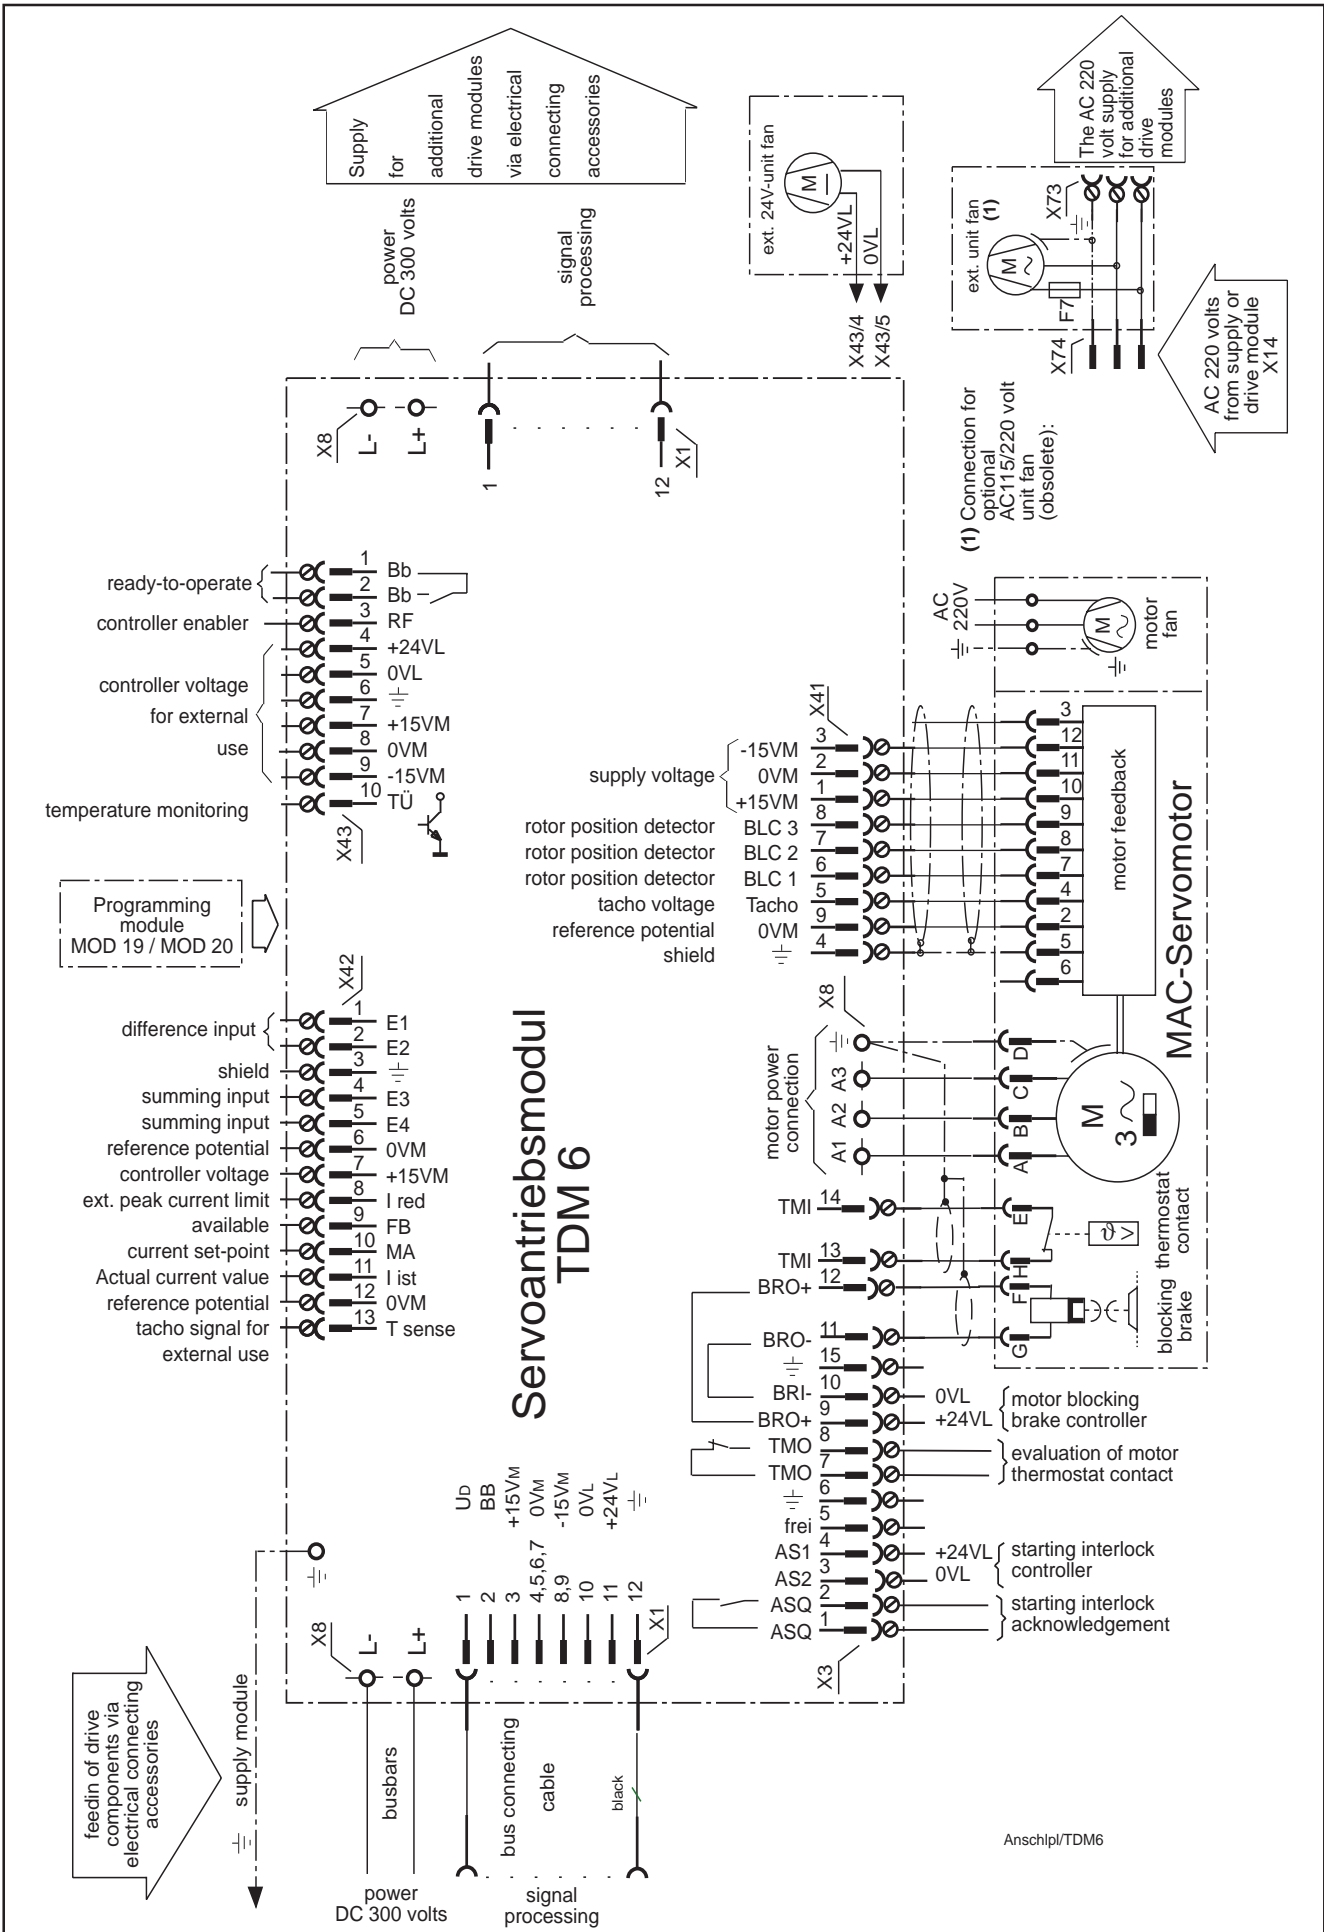 Supply
for
additional
drive modules
via electrical
connecting
accessories
power
DC 300 volts
signal
processing
ext. 24V-unit fan
M
+24VL
0VL
X43/4
X43/5
The AC 220
volt supply
for additional
drive
modules
X73
ext. unit fan
(1)
M
F7
X74
AC 220 volts
from supply or
drive module
X14
(1) Connection for
optional
AC115/220 volt
unit fan
(obsolete):
X8
L-
L+
1
12
X1
ready-to-operate
1 Bb
2 Bb
controller enabler
3 RF
4 +24VL
controller voltage
for external
use
5 0VL
6
7 +15VM
8 0VM
9 -15VM
temperature monitoring
10 TÜ
X43
Programming
module
MOD 19 / MOD 20
X42
difference input
1 E1
2 E2
shield 3
summing input 4 E3
summing input 5 E4
reference potential 6 0VM
controller voltage 7 +15VM
ext. peak current limit 8 I red
available 9 FB
current set-point 10 MA
Actual current value 11 I ist
reference potential 12 0VM
tacho signal for 13 T sense
external use
Servoantriebsmodul
TDM 6
X41
supply voltage
-15VM 3
0VM 2
+15VM 1
rotor position detector BLC 3 8
rotor position detector BLC 2 7
rotor position detector BLC 1 6
tacho voltage Tacho 5
reference potential 0VM 9
shield 4
3
12
11
10
9
8
7
4
2
5
6
motor feedback
MAC-Servomotor
AC
220V
M
motor
fan
X8
motor power
connection
A3
A2
A1
D
C
B
A
M
3
TMI 14
TMI 13
BRO+ 12
BRO- 11
15
BRI- 10
BRO+ 9
TMO 8
TMO 7
6
frei 5
AS1 4
AS2 3
ASQ 2
ASQ 1
X3
E
H
F
G
ϑ >
thermostat
contact
blocking
brake
0VL
+24VL
motor blocking
brake controller
evaluation of motor
thermostat contact
+24VL
0VL
starting interlock
controller
starting interlock
acknowledgement
UD
BB
+15VM
0VM
-15VM
0VL
+24VL
1
2
3
4,5,6,7
8,9
10
11
12
X1
X8
L-
L+
feedin of drive
components via
electrical connecting
accessories
supply module
busbars
bus connecting
cable
black
power
DC 300 volts
signal
processing
Anschlpl/TDM6